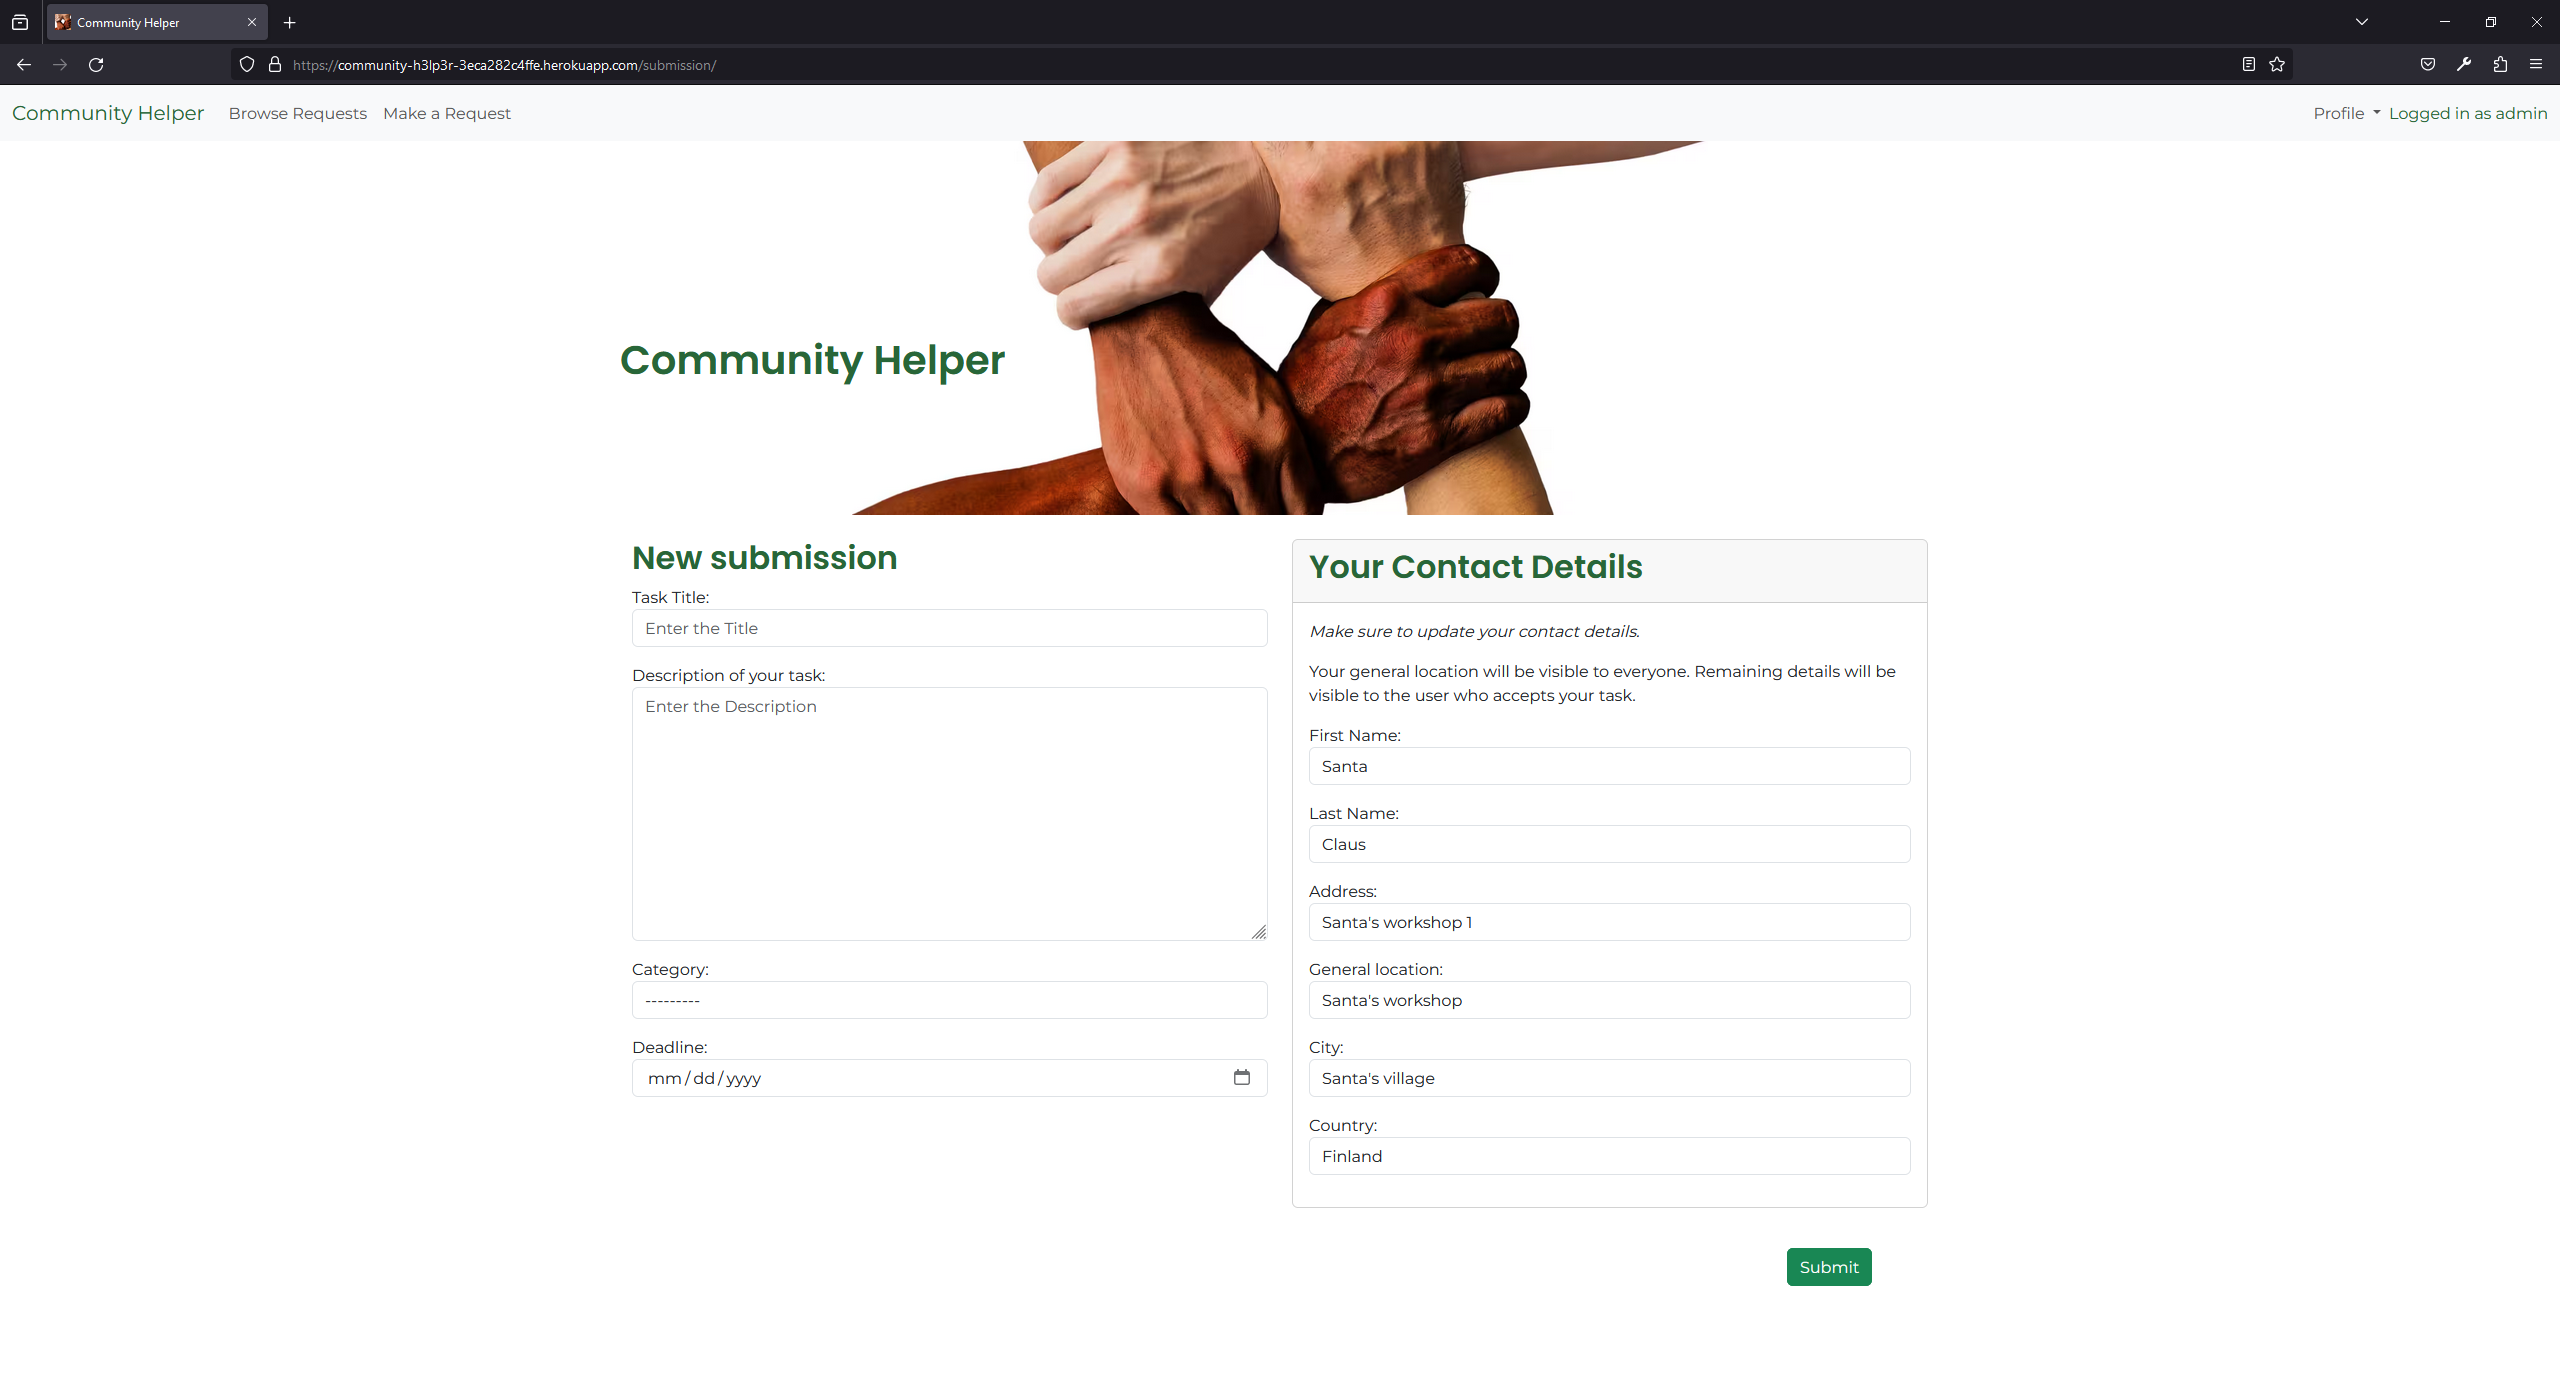 Community Helper
https://community-h3lp3r-3eca282c4ffe.herokuapp.com/submission/
Community Helper Browse Requests Make a Request Profile Logged in as admin
Community Helper
New submission
Task Title:
Enter the Title
Description of your task:
Enter the Description
Category:
---------
Deadline:
mm/dd/yyyy
Your Contact Details
Make sure to update your contact details.
Your general location will be visible to everyone. Remaining details will be
visible to the user who accepts your task.
First Name:
Santa
Last Name:
Claus
Address:
Santa's workshop 1
General location:
Santa's workshop
City:
Santa's village
Country:
Finland
Submit